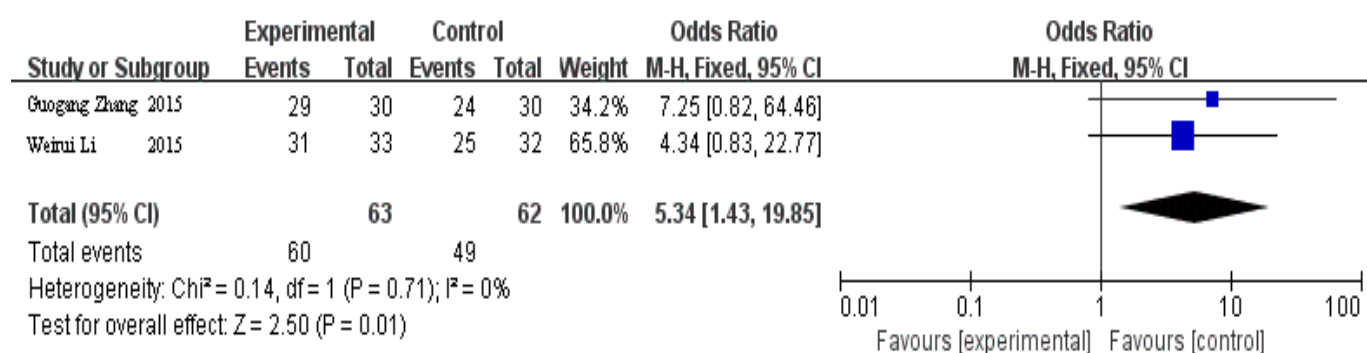 Experimental Control Odds Ratio Odds Ratio
Study or Subgroup Events Total Events Total Weight M-H, Fixed, 95% CI M-H, Fixed, 95% CI
Guogang Zhang 2015 29 30 24 30 34.2% 7.25 [0.82, 64.46]
Weirui Li 2015 31 33 25 32 65.8% 4.34 [0.83, 22.77]
Total (95% CI) 63 62 100.0% 5.34 [1.43, 19.85]
Total events 60 49
Heterogeneity: Chi² = 0.14, df = 1 (P = 0.71); I² = 0%
Test for overall effect: Z = 2.50 (P = 0.01)
0.01 0.1 1 10 100
Favours [experimental] Favours [control]